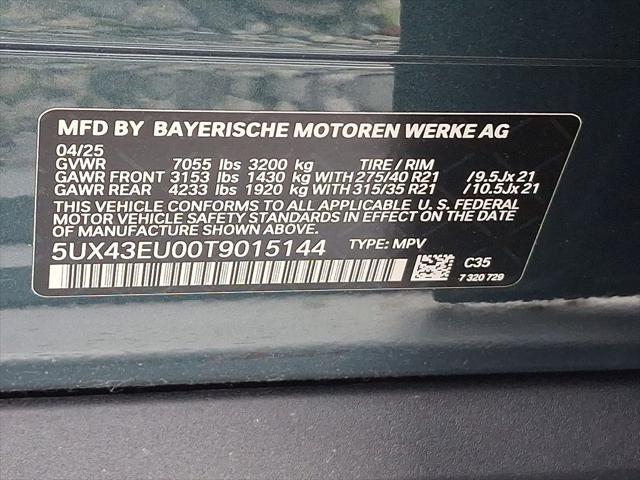 MFD BY BAYERISCHE MOTOREN WERKE AG
04/25
GVWR 7055 lbs 3200 kg TIRE / RIM
GAWR FRONT 3153 lbs 1430 kg WITH 275/40 R21 /9.5Jx21
GAWR REAR 4233 lbs 1920 kg WITH 315/35 R21 /10.5Jx21
THIS VEHICLE CONFORMS TO ALL APPLICABLE U. S. FEDERAL
MOTOR VEHICLE SAFETY STANDARDS IN EFFECT ON THE DATE OF
MANUFACTURE SHOWN ABOVE.
5UX43EU00T9015144 TYPE: MPV
C35
7 320 729